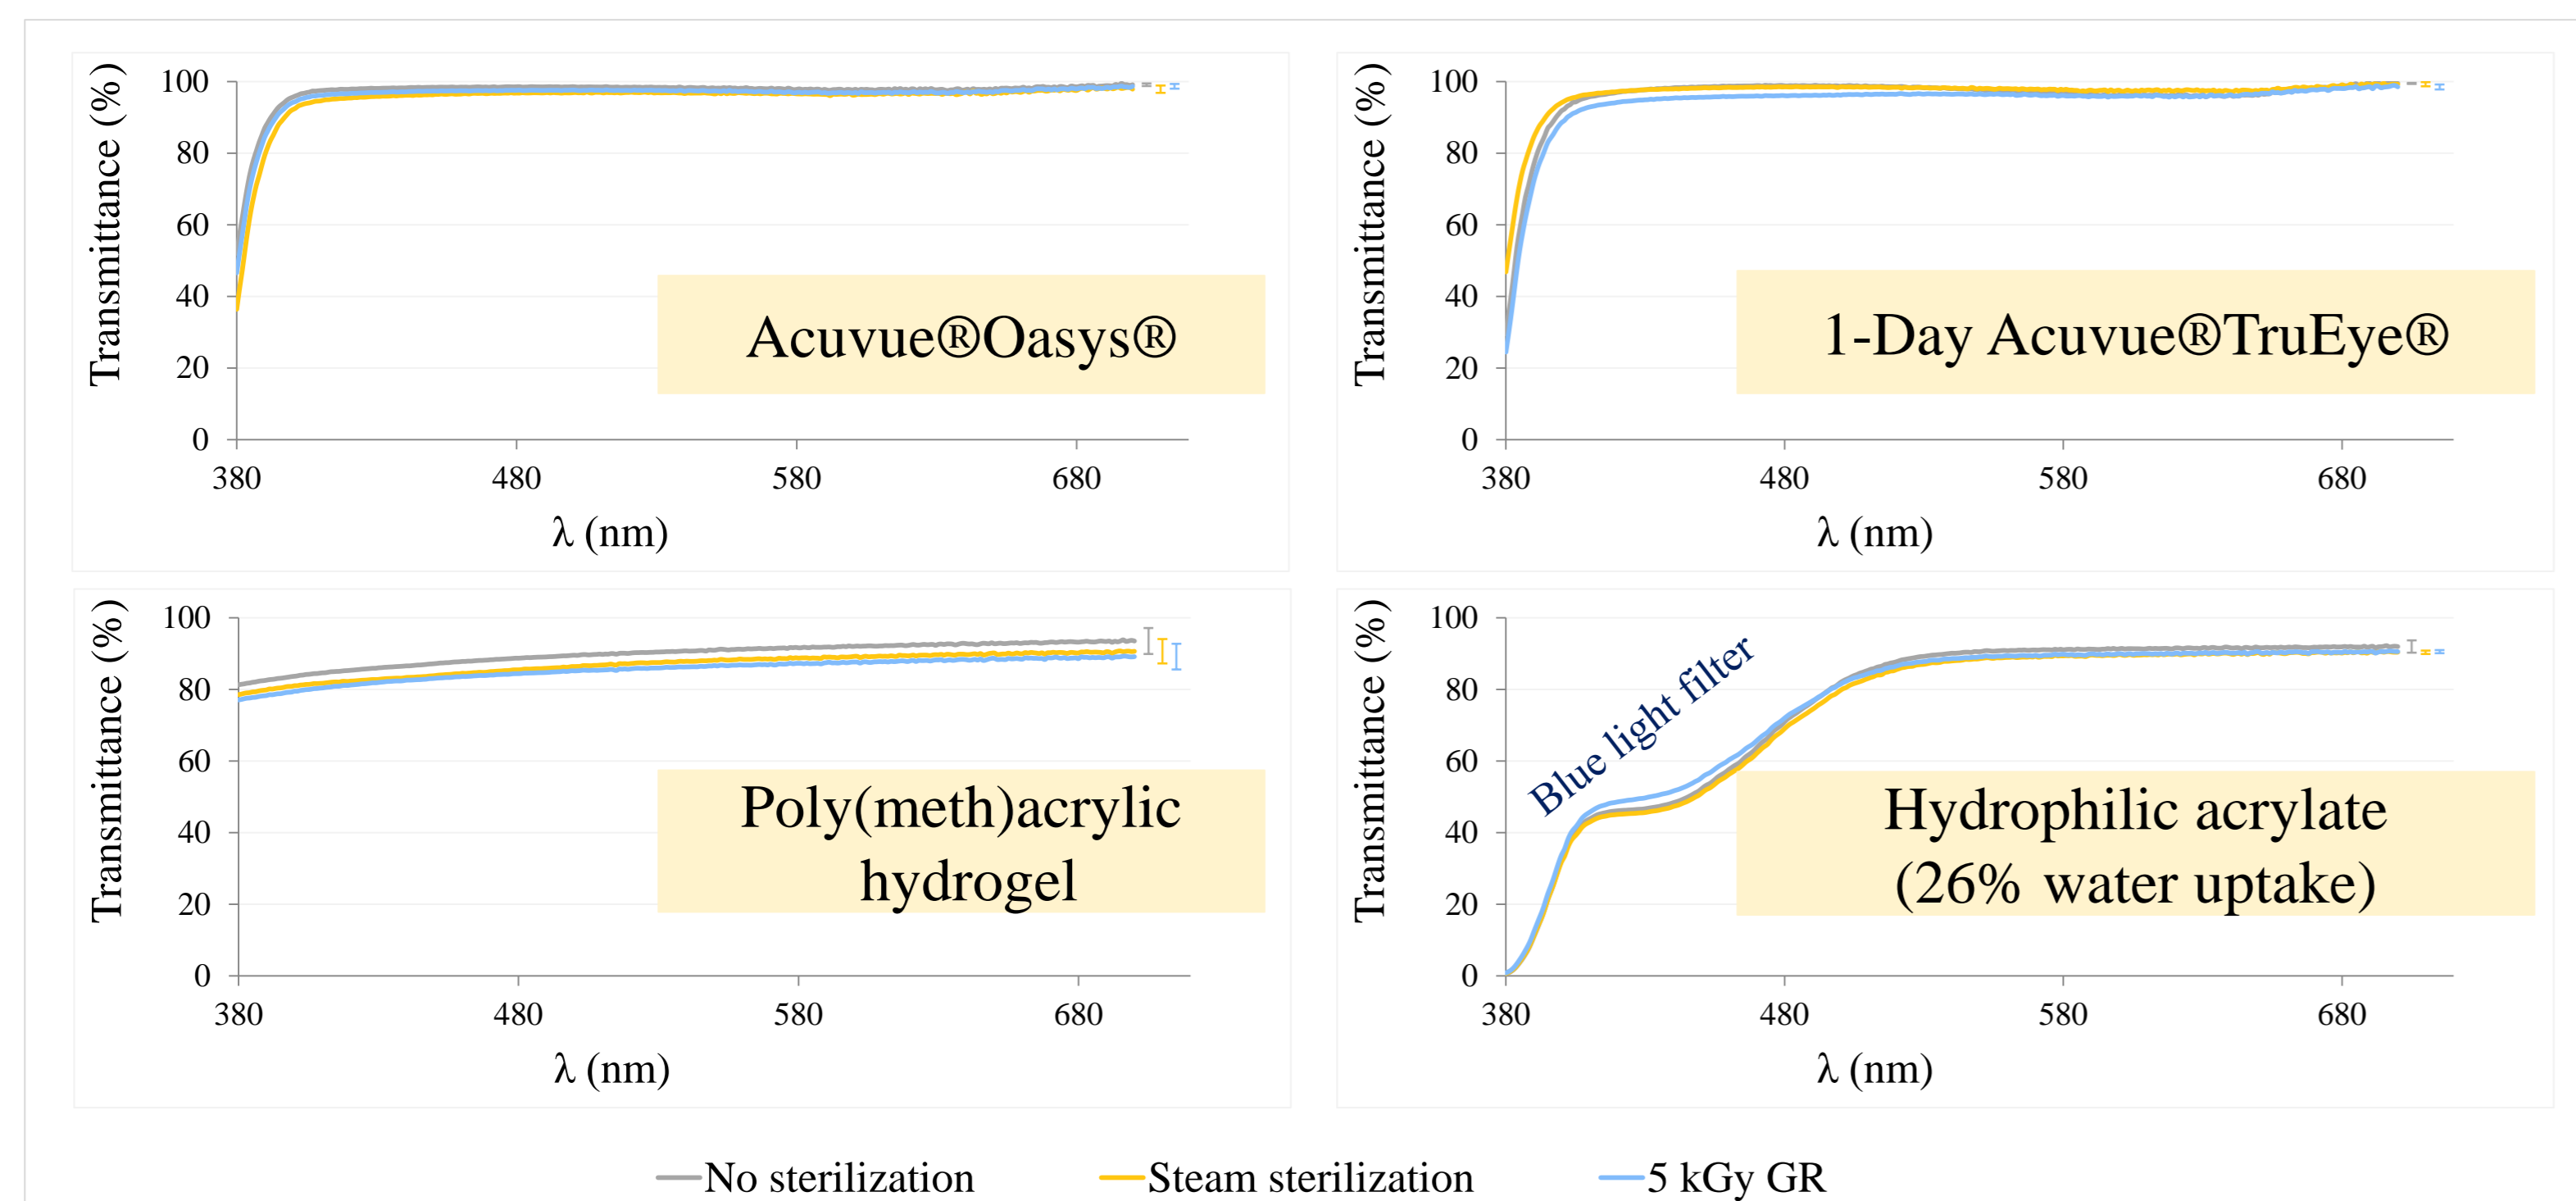 Transmittance (%)
100
80
60
40
20
0
380
480
580
680
λ (nm)
Acuvue®Oasys®
Transmittance (%)
100
80
60
40
20
0
380
480
580
680
λ (nm)
1-Day Acuvue®TruEye®
Transmittance (%)
100
80
60
40
20
0
380
480
580
680
λ (nm)
Poly(meth)acrylic
hydrogel
Transmittance (%)
100
80
60
40
20
0
380
480
580
680
λ (nm)
Blue light filter
Hydrophilic acrylate
(26% water uptake)
No sterilization
Steam sterilization
5 kGy GR